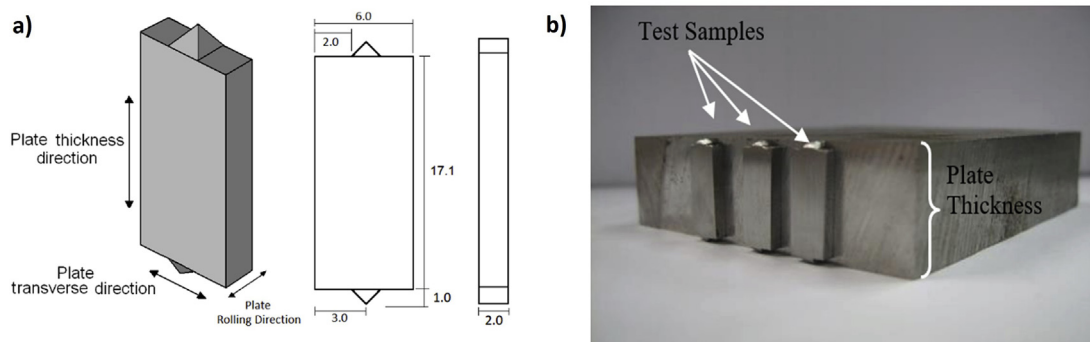 a)
Plate thickness
direction
Plate
transverse direction
Plate
Rolling Direction
6.0
2.0
17.1
1.0
3.0
2.0
b)
Test Samples
Plate
Thickness